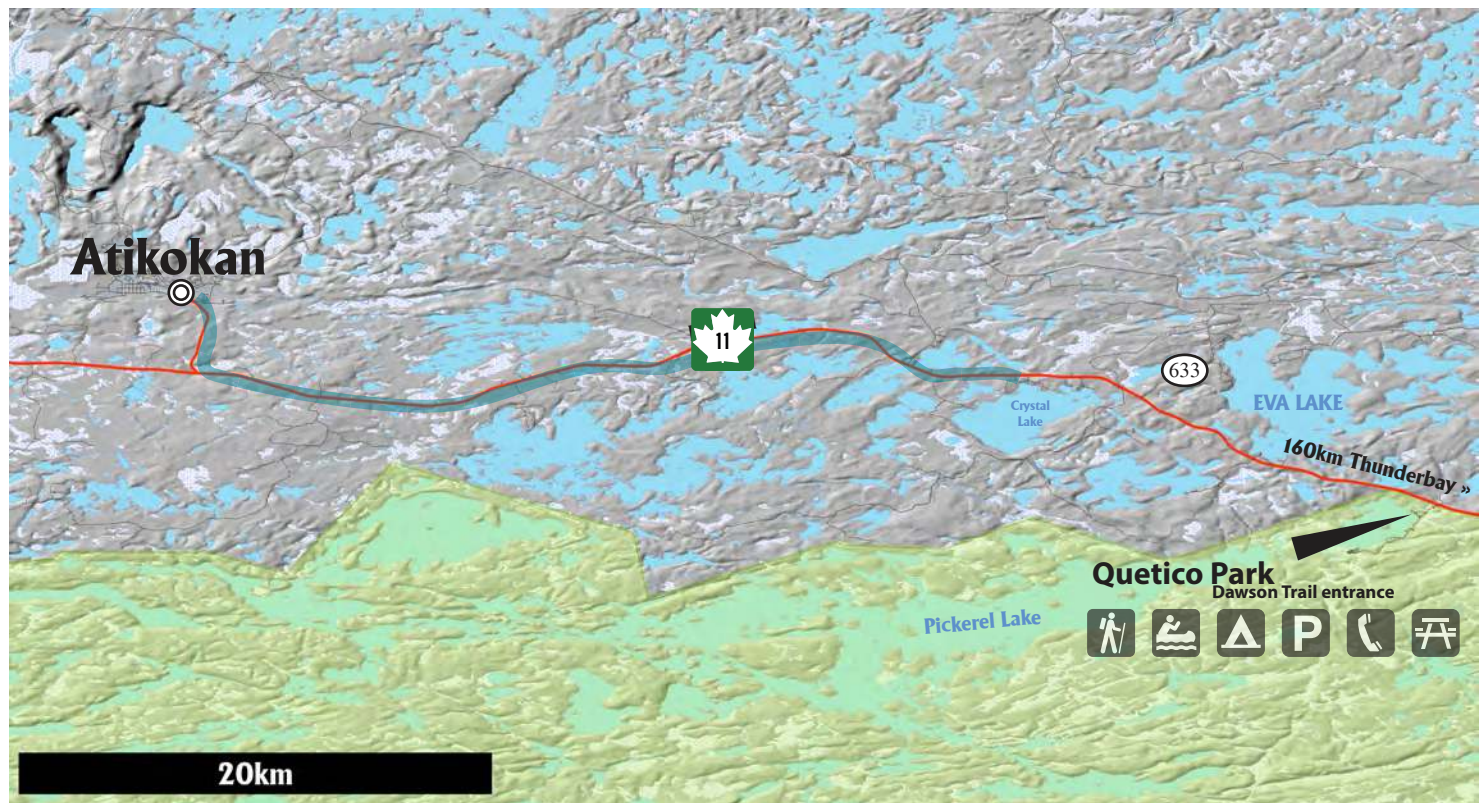 Atikokan
11
633
EVA LAKE
Crystal
Lake
160km Thunderbay »
Quetico Park
Dawson Trail entrance
Pickerel Lake
P
20km